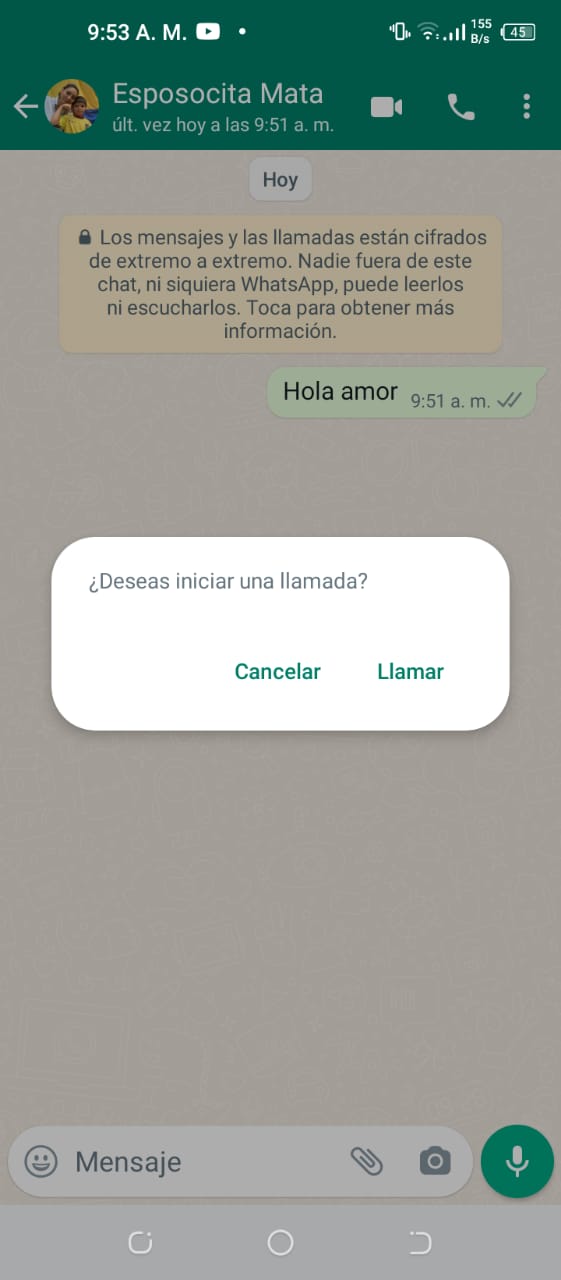 9:53 A. M.
155
B/s
45
Esposocita Mata
últ. vez hoy a las 9:51 a. m.
Hoy
Los mensajes y las llamadas están cifrados
de extremo a extremo. Nadie fuera de este
chat, ni siquiera WhatsApp, puede leerlos
ni escucharlos. Toca para obtener más
información.
Hola amor 9:51 a. m.
¿Deseas iniciar una llamada?
Cancelar Llamar
Mensaje